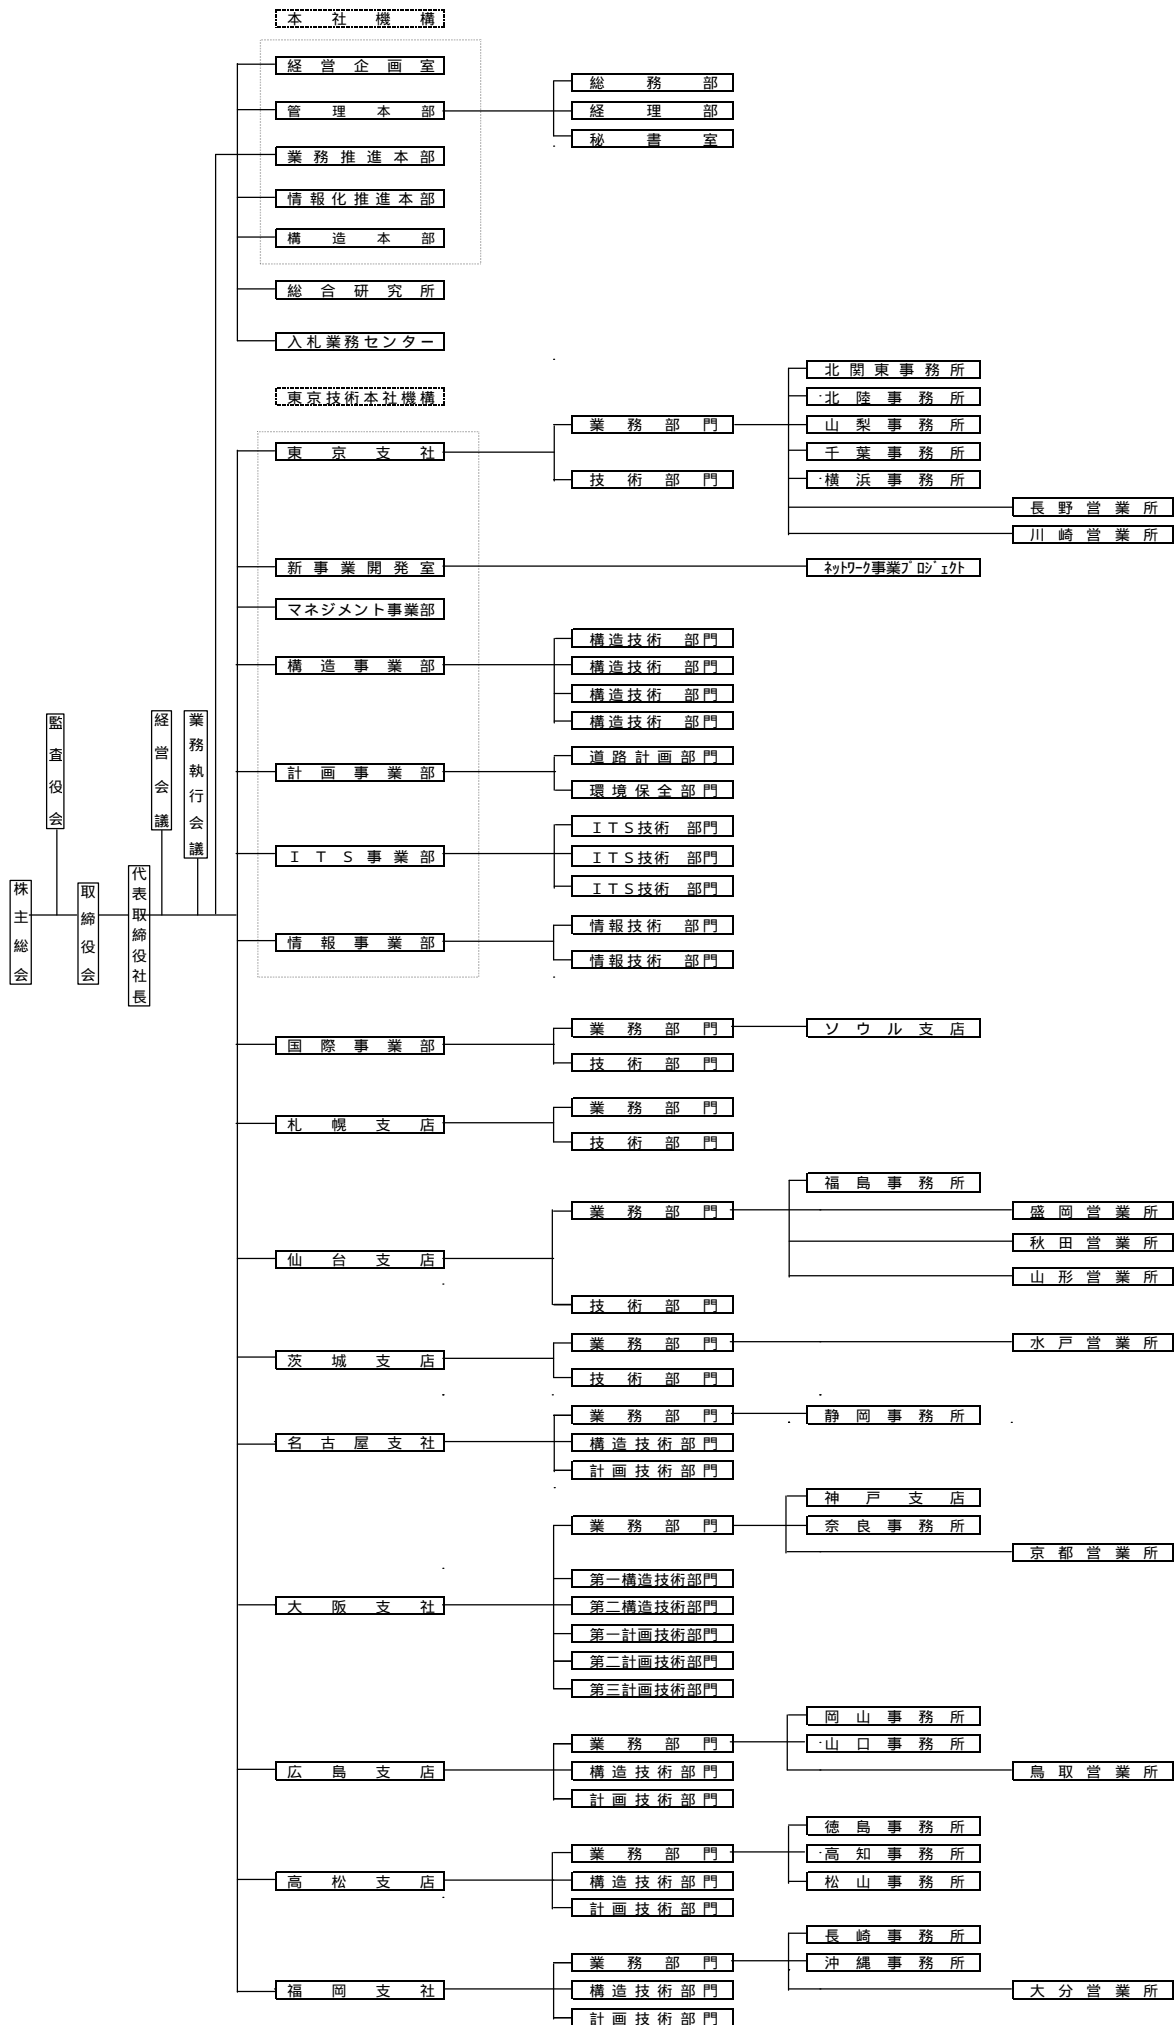 本社機構
経営企画室
管理本部
総務部
経理部
秘書室
業務推進本部
情報化推進本部
構造本部
総合研究所
入札業務センター
東京技術本社機構
東京支社
業務部門
北関東事務所
北陸事務所
山梨事務所
千葉事務所
横浜事務所
長野営業所
川崎営業所
技術部門
新事業開発室
ネットワーク事業プロジェクト
マネジメント事業部
構造事業部
構造技術 部門
構造技術 部門
構造技術 部門
構造技術 部門
計画事業部
道路計画部門
環境保全部門
ITS事業部
ITS技術 部門
ITS技術 部門
ITS技術 部門
情報事業部
情報技術 部門
情報技術 部門
株主総会
監査役会
取締役会
代表取締役社長
経営会議
業務執行会議
国際事業部
業務部門
ソウル支店
技術部門
札幌支店
業務部門
技術部門
仙台支店
業務部門
福島事務所
盛岡営業所
秋田営業所
山形営業所
技術部門
茨城支店
業務部門
水戸営業所
技術部門
名古屋支社
業務部門
静岡事務所
構造技術部門
計画技術部門
大阪支社
業務部門
神戸支店
奈良事務所
京都営業所
第一構造技術部門
第二構造技術部門
第一計画技術部門
第二計画技術部門
第三計画技術部門
広島支店
業務部門
岡山事務所
山口事務所
鳥取営業所
構造技術部門
計画技術部門
高松支店
業務部門
徳島事務所
高知事務所
松山事務所
構造技術部門
計画技術部門
福岡支社
業務部門
長崎事務所
沖縄事務所
大分営業所
構造技術部門
計画技術部門